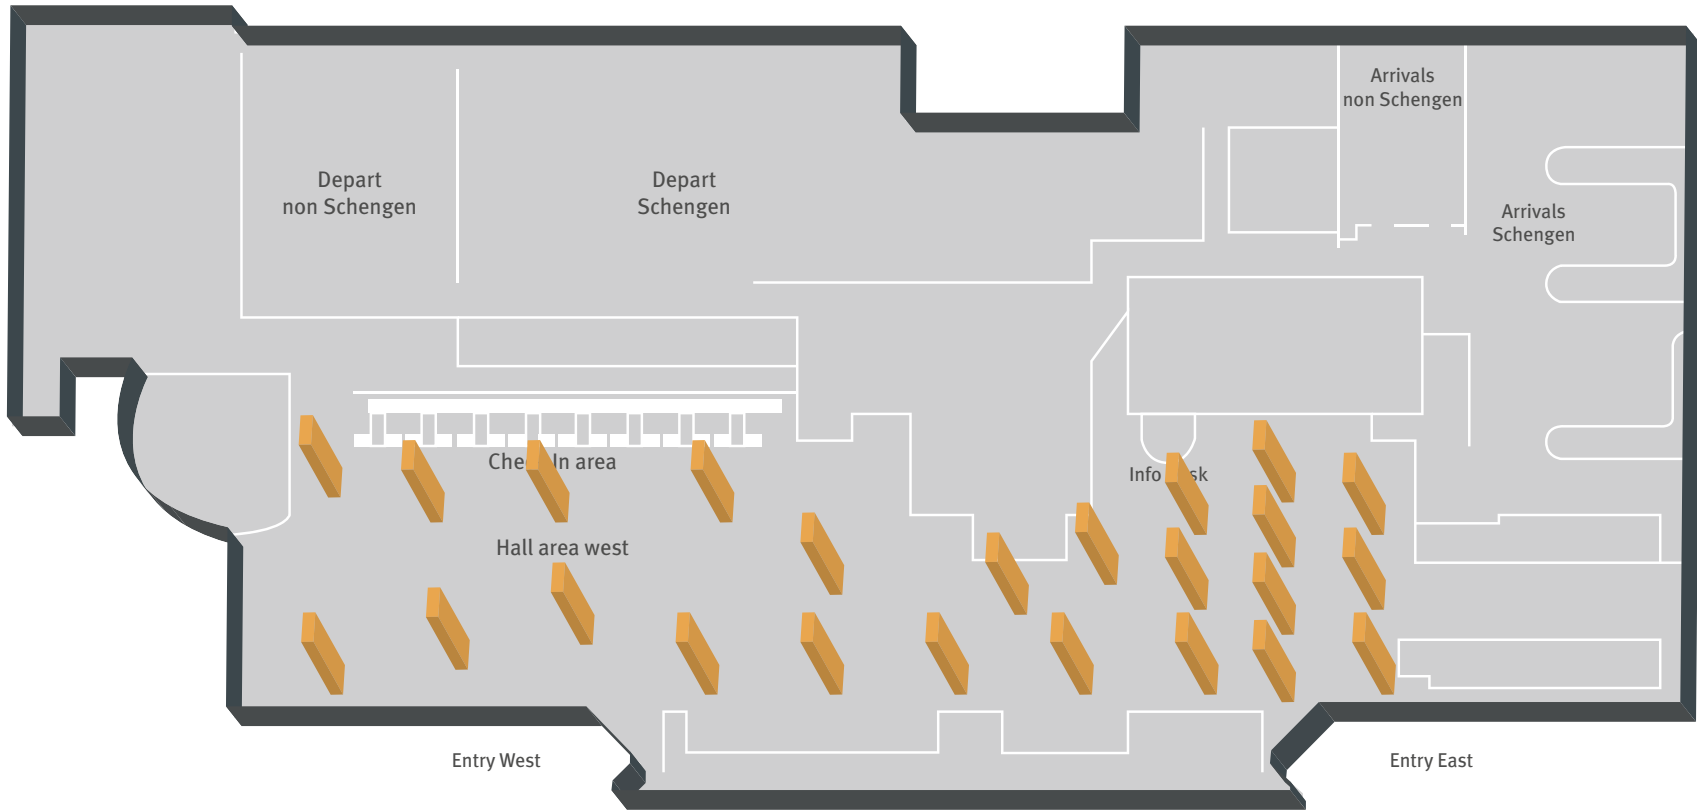 Arrivals
non Schengen
Depart
non Schengen
Depart
Schengen
Arrivals
Schengen
Check In area
Info
Hall area west
Entry West
Entry East